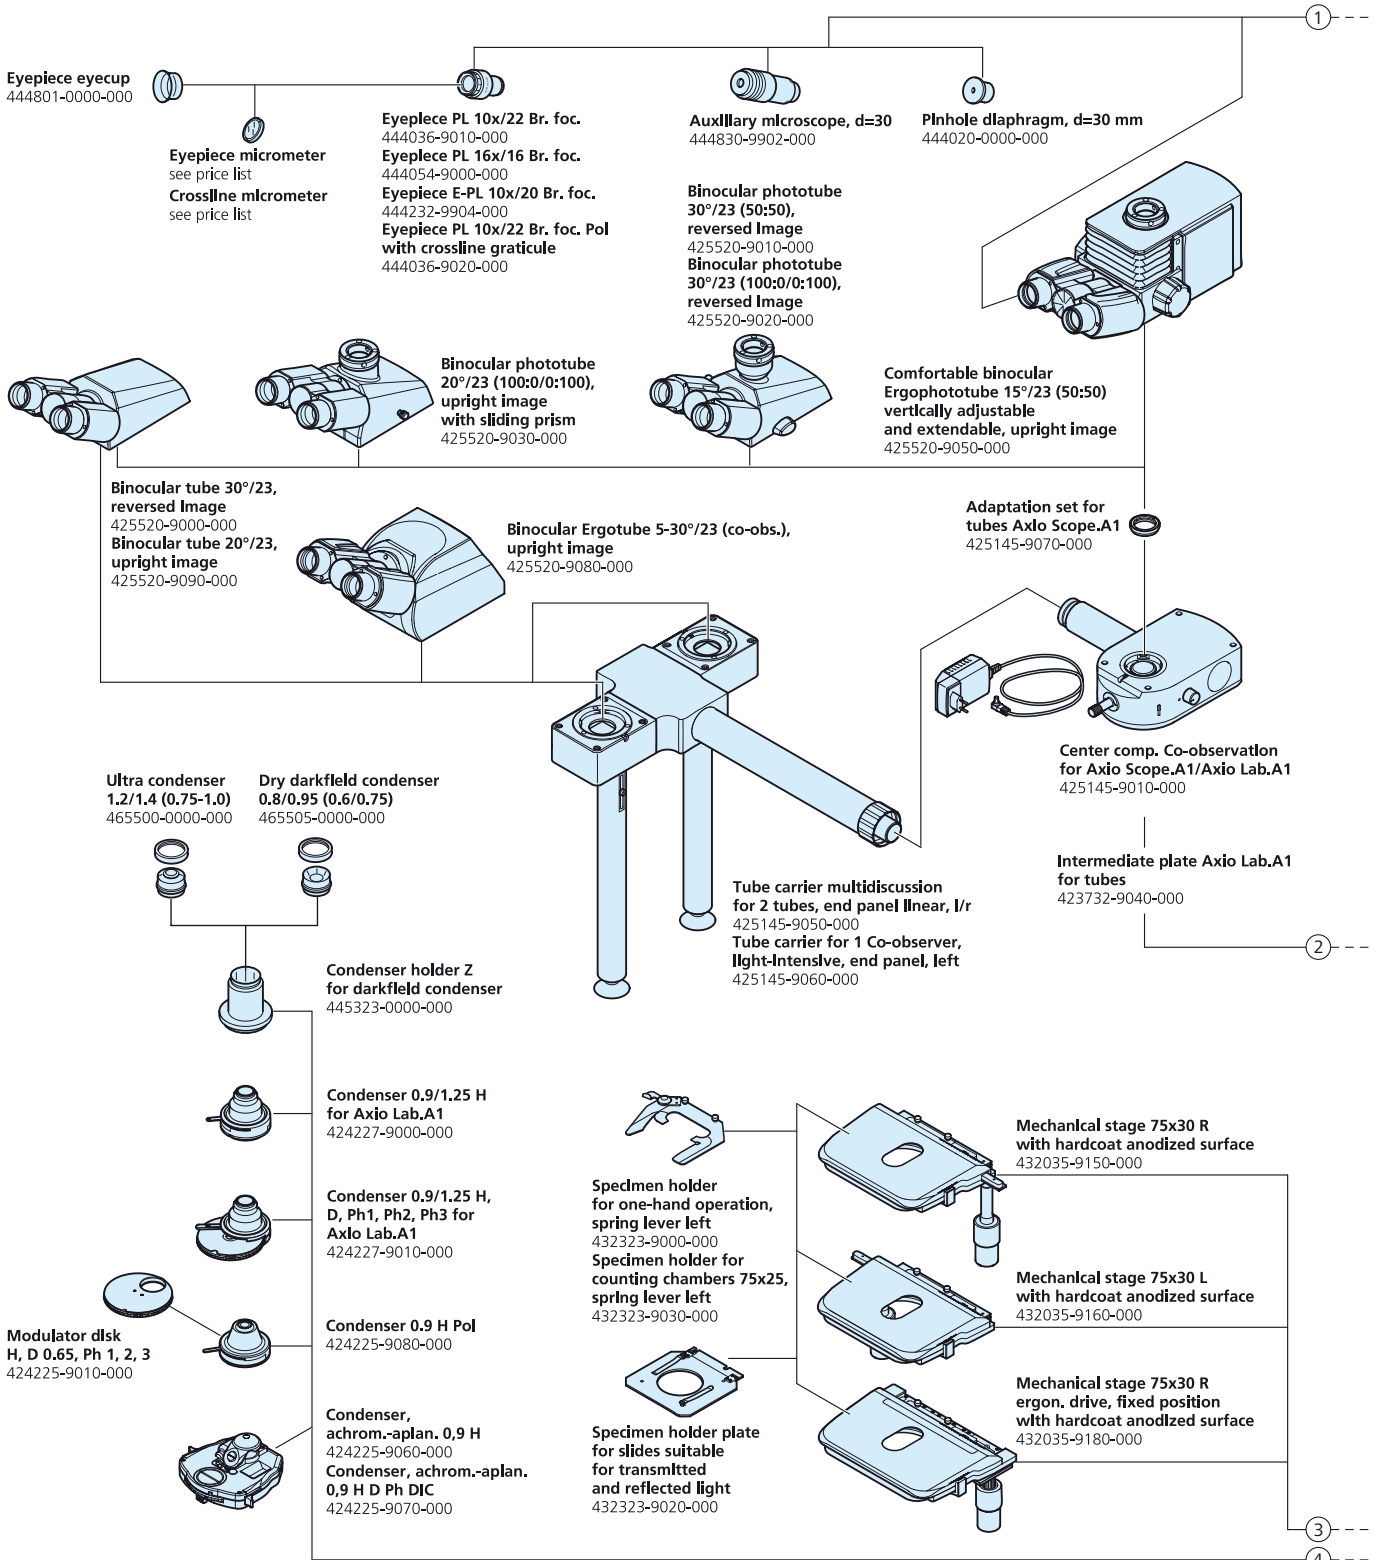 1
Eyepiece eyecup
444801-0000-000
Eyepiece micrometer
see price list
Crossline micrometer
see price list
Eyepiece PL 10x/22 Br. foc.
444036-9010-000
Eyepiece PL 16x/16 Br. foc.
444054-9000-000
Eyepiece E-PL 10x/20 Br. foc.
444232-9904-000
Eyepiece PL 10x/22 Br. foc. Pol
with crossline graticule
444036-9020-000
Auxiliary microscope, d=30
444830-9902-000
Pinhole diaphragm, d=30 mm
444020-0000-000
Binocular phototube
30°/23 (50:50),
reversed image
425520-9010-000
Binocular phototube
30°/23 (100:0/0:100),
reversed image
425520-9020-000
Binocular phototube
20°/23 (100:0/0:100),
upright image
with sliding prism
425520-9030-000
Comfortable binocular
Ergophototube 15°/23 (50:50)
vertically adjustable
and extendable, upright image
425520-9050-000
Binocular tube 30°/23,
reversed image
425520-9000-000
Binocular tube 20°/23,
upright image
425520-9090-000
Binocular Ergotube 5-30°/23 (co-obs.),
upright image
425520-9080-000
Adaptation set for
tubes Axio Scope.A1
425145-9070-000
Center comp. Co-observation
for Axio Scope.A1/Axio Lab.A1
425145-9010-000
Intermediate plate Axio Lab.A1
for tubes
423732-9040-000
2
Ultra condenser
1.2/1.4 (0.75-1.0)
465500-0000-000
Dry darkfield condenser
0.8/0.95 (0.6/0.75)
465505-0000-000
Tube carrier multidiscussion
for 2 tubes, end panel linear, l/r
425145-9050-000
Tube carrier for 1 Co-observer,
light-intensive, end panel, left
425145-9060-000
Condenser holder Z
for darkfield condenser
445323-0000-000
Condenser 0.9/1.25 H
for Axio Lab.A1
424227-9000-000
Condenser 0.9/1.25 H,
D, Ph1, Ph2, Ph3 for
Axio Lab.A1
424227-9010-000
Modulator disk
H, D 0.65, Ph 1, 2, 3
424225-9010-000
Condenser 0.9 H Pol
424225-9080-000
Condenser,
achrom.-aplan. 0,9 H
424225-9060-000
Condenser, achrom.-aplan.
0,9 H D Ph DIC
424225-9070-000
Specimen holder
for one-hand operation,
spring lever left
432323-9000-000
Specimen holder for
counting chambers 75x25,
spring lever left
432323-9030-000
Specimen holder plate
for slides suitable
for transmitted
and reflected light
432323-9020-000
Mechanical stage 75x30 R
with hardcoat anodized surface
432035-9150-000
Mechanical stage 75x30 L
with hardcoat anodized surface
432035-9160-000
Mechanical stage 75x30 R
ergon. drive, fixed position
with hardcoat anodized surface
432035-9180-000
3
4